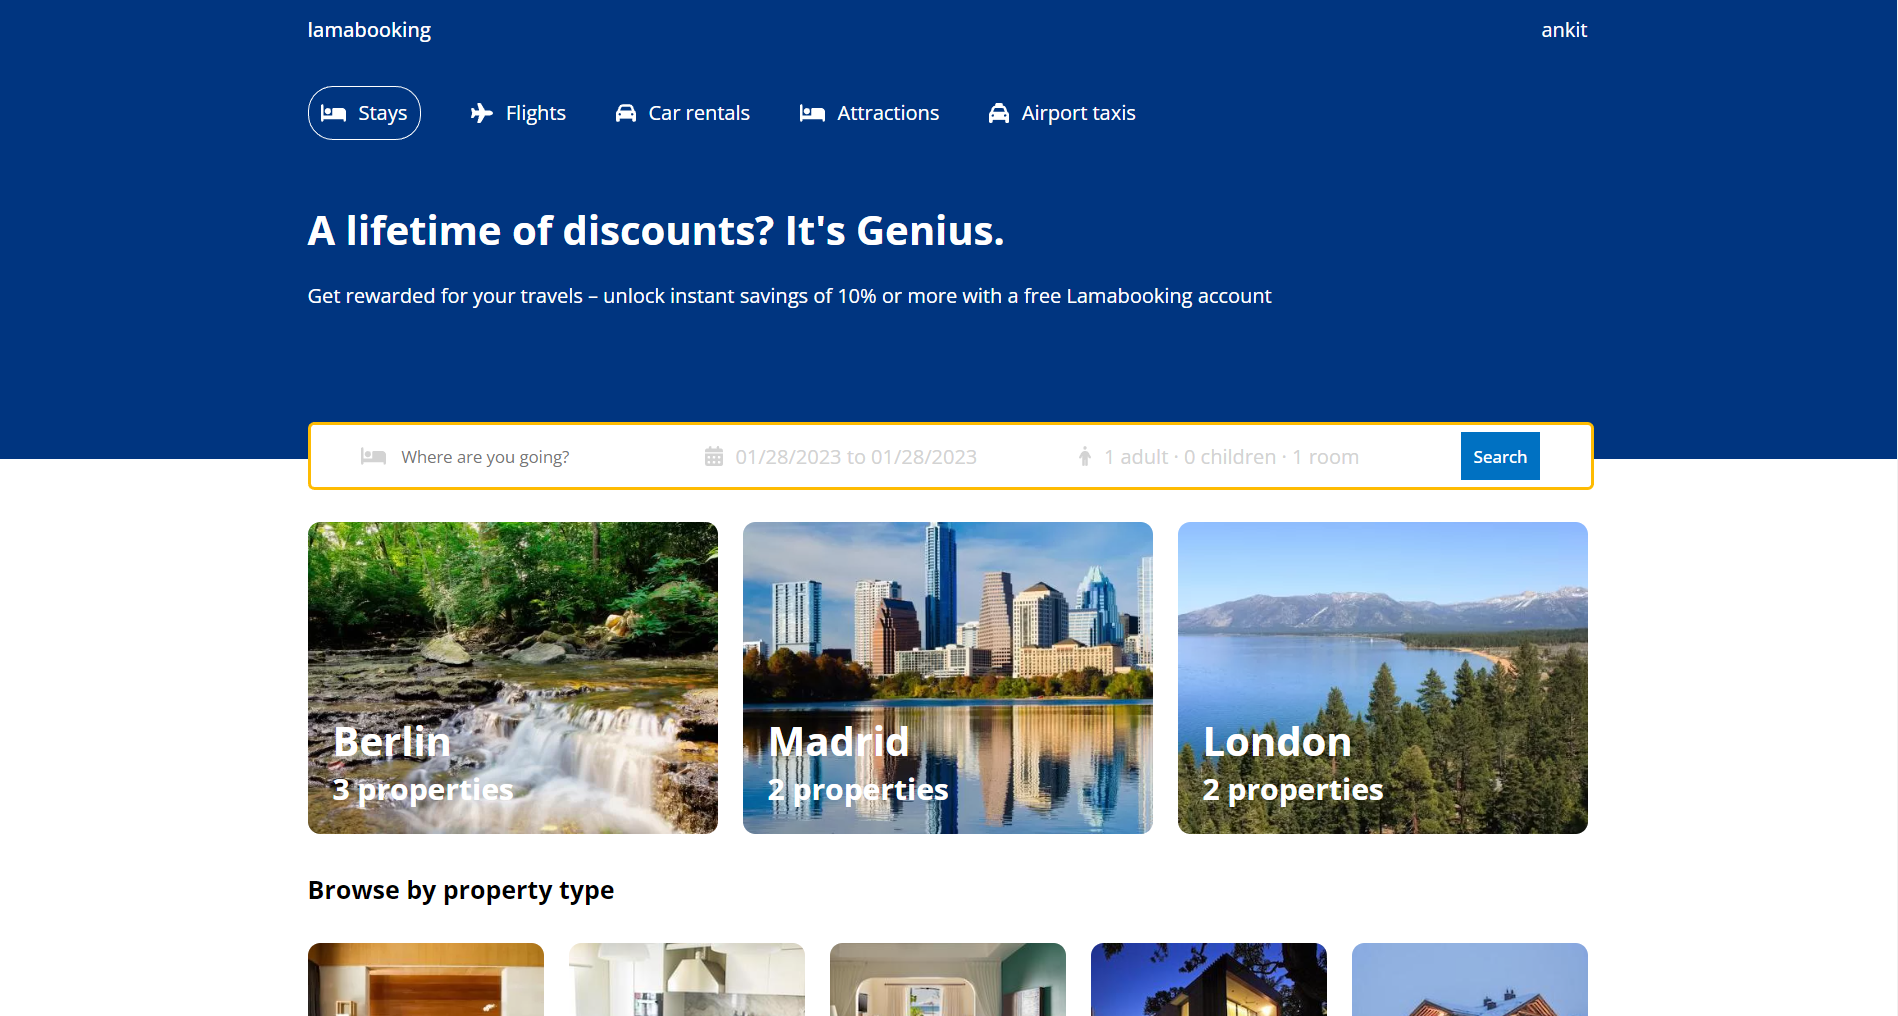 lamabooking
ankit
Stays
Flights
Car rentals
Attractions
Airport taxis
A lifetime of discounts? It's Genius.
Get rewarded for your travels – unlock instant savings of 10% or more with a free Lamabooking account
Where are you going?
01/28/2023 to 01/28/2023
1 adult · 0 children · 1 room
Search
Berlin
3 properties
Madrid
2 properties
London
2 properties
Browse by property type